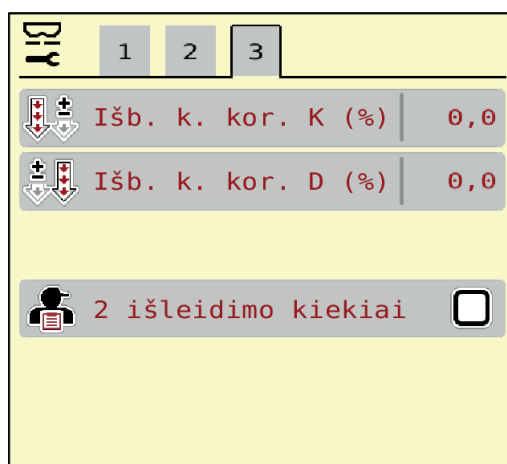 1 2 3
Išb. k. kor. K (%) 0,0
Išb. k. kor. D (%) 0,0
2 išleidimo kiekiai